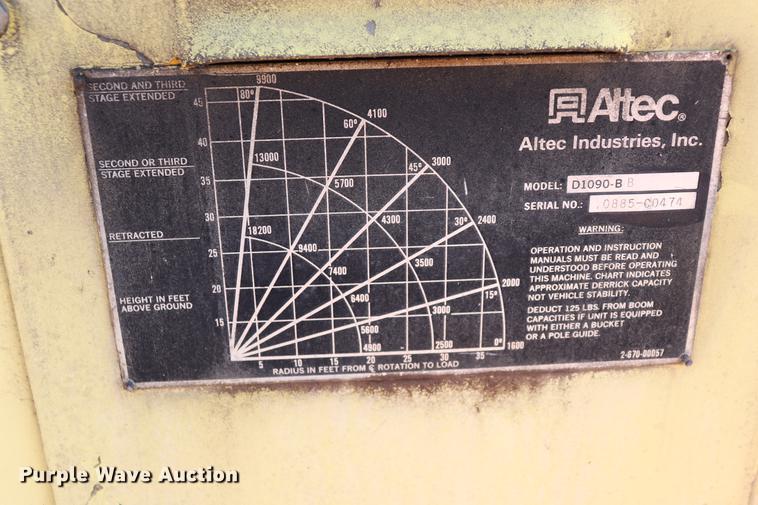 SECOND AND THIRD
STAGE EXTENDED
SECOND OR THIRD
STAGE EXTENDED
RETRACTED
HEIGHT IN FEET
ABOVE GROUND
45
40
35
30
25
20
15
9900
80°
4100
60°
3000
45°
13000
5700
4300
2400
30°
18200
9400
7400
3500
2000
15°
6400
5600
3000
4900
2500
0° 1600
5 10 15 20 25 30 35
RADIUS IN FEET FROM ℄ ROTATION TO LOAD
Altec®
Altec Industries, Inc.
MODEL: D1090-B B
SERIAL NO.: 0885-C0474
WARNING:
OPERATION AND INSTRUCTION
MANUALS MUST BE READ AND
UNDERSTOOD BEFORE OPERATING
THIS MACHINE. CHART INDICATES
APPROXIMATE DERRICK CAPACITY
NOT VEHICLE STABILITY.
DEDUCT 125 LBS. FROM BOOM
CAPACITIES IF UNIT IS EQUIPPED
WITH EITHER A BUCKET
OR A POLE GUIDE.
2-670-00057
Purple Wave Auction